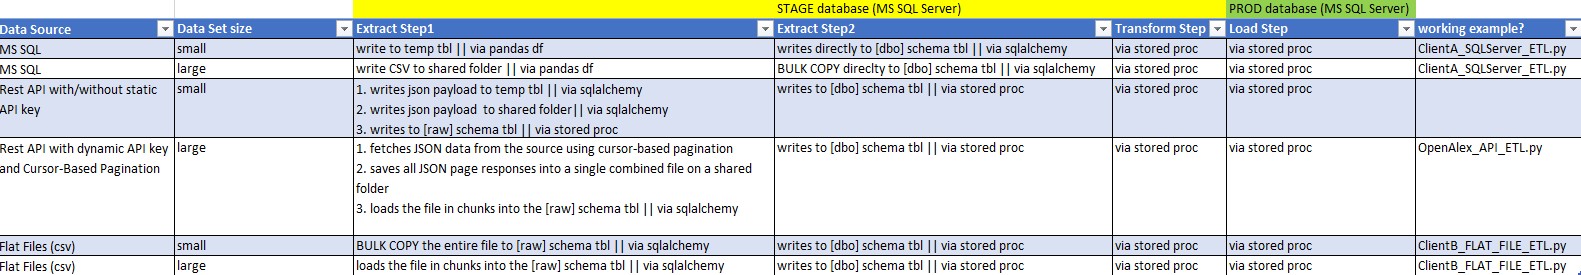 STAGE database (MS SQL Server) PROD database (MS SQL Server)
Data Source Data Set size Extract Step1 Extract Step2 Transform Step Load Step working example?
MS SQL small write to temp tbl || via pandas df writes directly to [dbo] schema tbl || via sqlalchemy via stored proc via stored proc ClientA_SQLServer_ETL.py
MS SQL large write CSV to shared folder || via pandas df BULK COPY direclty to [dbo] schema tbl || via sqlalchemy via stored proc via stored proc ClientA_SQLServer_ETL.py
Rest API with/without static small 1. writes json payload to temp tbl || via sqlalchemy writes to [dbo] schema tbl || via stored proc via stored proc via stored proc
API key 2. writes json payload to shared folder|| via sqlalchemy
3. writes to [raw] schema tbl || via stored proc
Rest API with dynamic API key large 1. fetches JSON data from the source using cursor-based pagination writes to [dbo] schema tbl || via stored proc via stored proc via stored proc OpenAlex_API_ETL.py
and Cursor-Based Pagination 2. saves all JSON page responses into a single combined file on a shared
folder
3. loads the file in chunks into the [raw] schema tbl || via sqlalchemy
Flat Files (csv) small BULK COPY the entire file to [raw] schema tbl || via sqlalchemy writes to [dbo] schema tbl || via stored proc via stored proc via stored proc ClientB_FLAT_FILE_ETL.py
Flat Files (csv) large loads the file in chunks into the [raw] schema tbl || via sqlalchemy writes to [dbo] schema tbl || via stored proc via stored proc via stored proc ClientB_FLAT_FILE_ETL.py